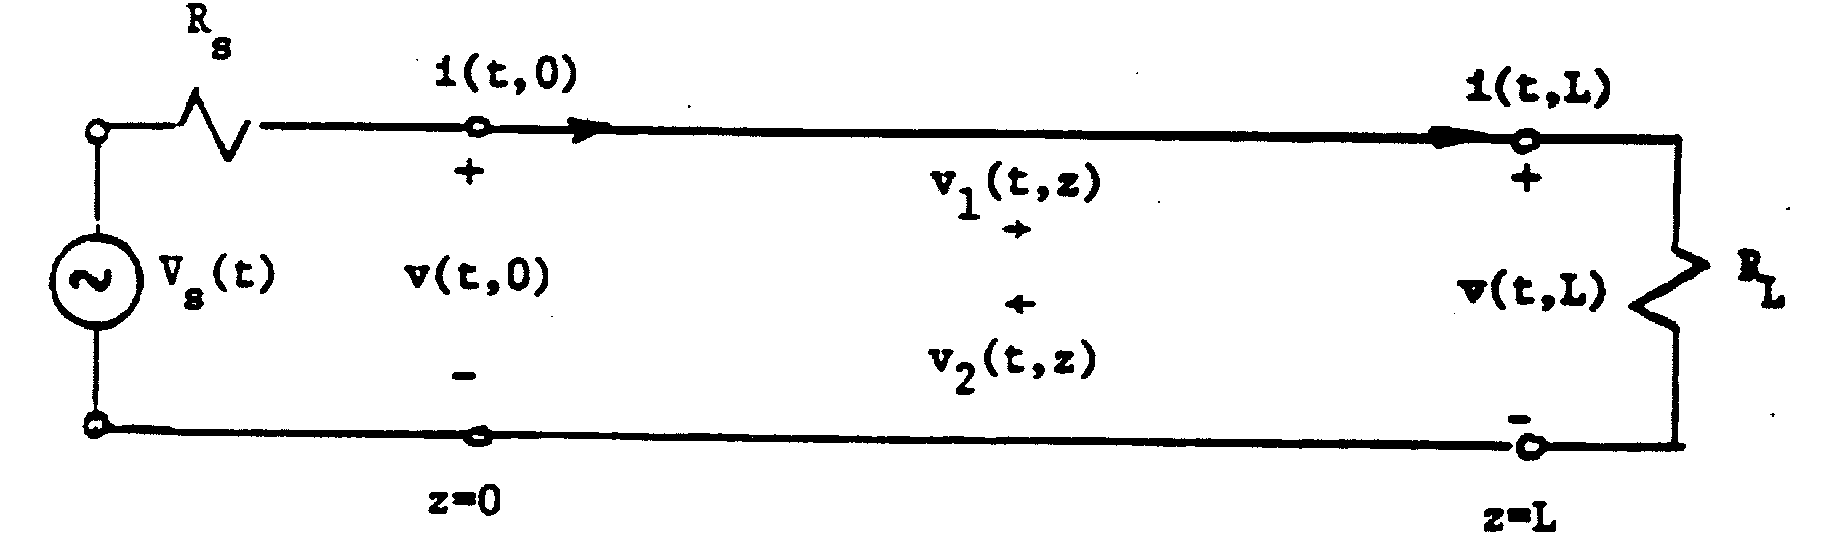 R_s
i(t,0)
i(t,L)
+
+
v_1(t,z)
→
~
V_s(t)
v(t,0)
v(t,L)
R_L
←
v_2(t,z)
-
-
z=0
z=L